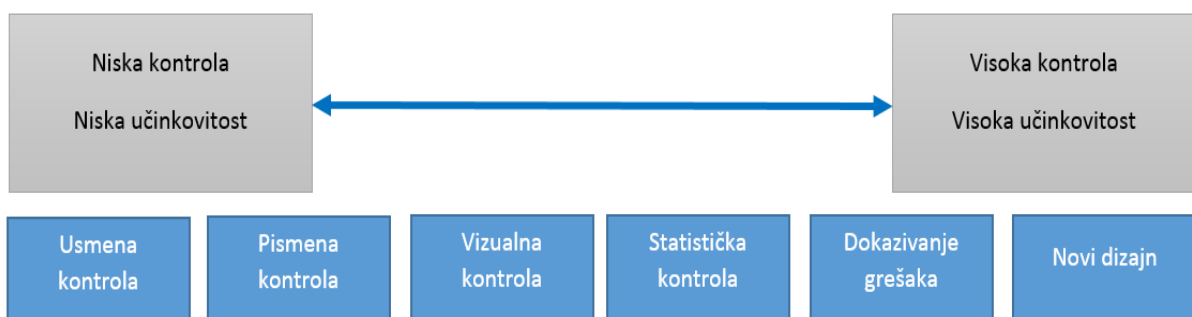 Niska kontrola
Niska učinkovitost
Visoka kontrola
Visoka učinkovitost
Usmena
kontrola
Pismena
kontrola
Vizualna
kontrola
Statistička
kontrola
Dokazivanje
grešaka
Novi dizajn